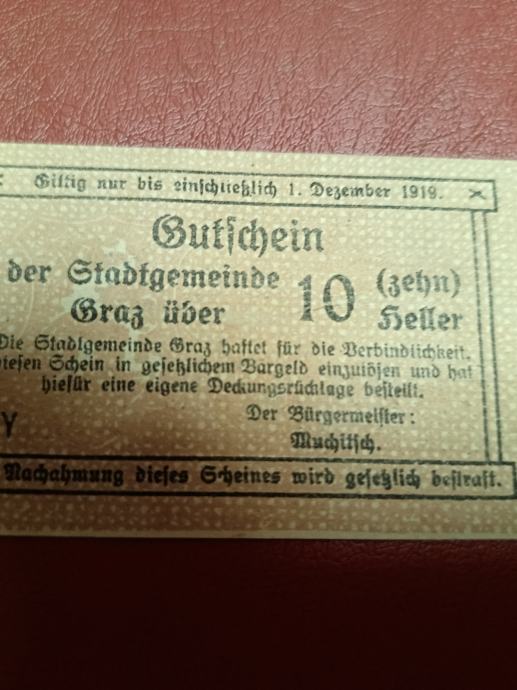 Giltig nur bis einschließlich 1. Dezember 1919.
Gutschein
der Stadtgemeinde
Graz über
10
(zehn)
Heller
Die Stadtgemeinde Graz haftet für die Verbindlichkeit,
diesen Schein in gesetzlichem Bargeld einzulösen und hat
hiefür eine eigene Deckungsrücklage bestellt.
Der Bürgermeister:
Muchitsch.
Y
Nachahmung dieses Scheines wird gesetzlich bestraft.